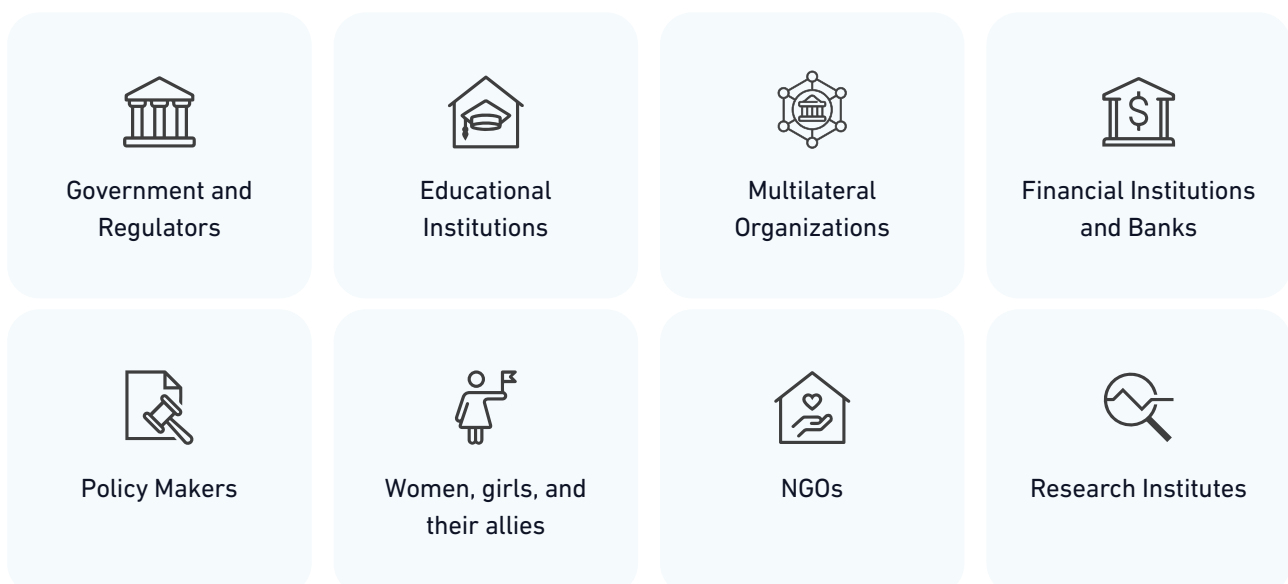 Government and
Regulators
Educational
Institutions
Multilateral
Organizations
Financial Institutions
and Banks
Policy Makers
Women, girls, and
their allies
NGOs
Research Institutes